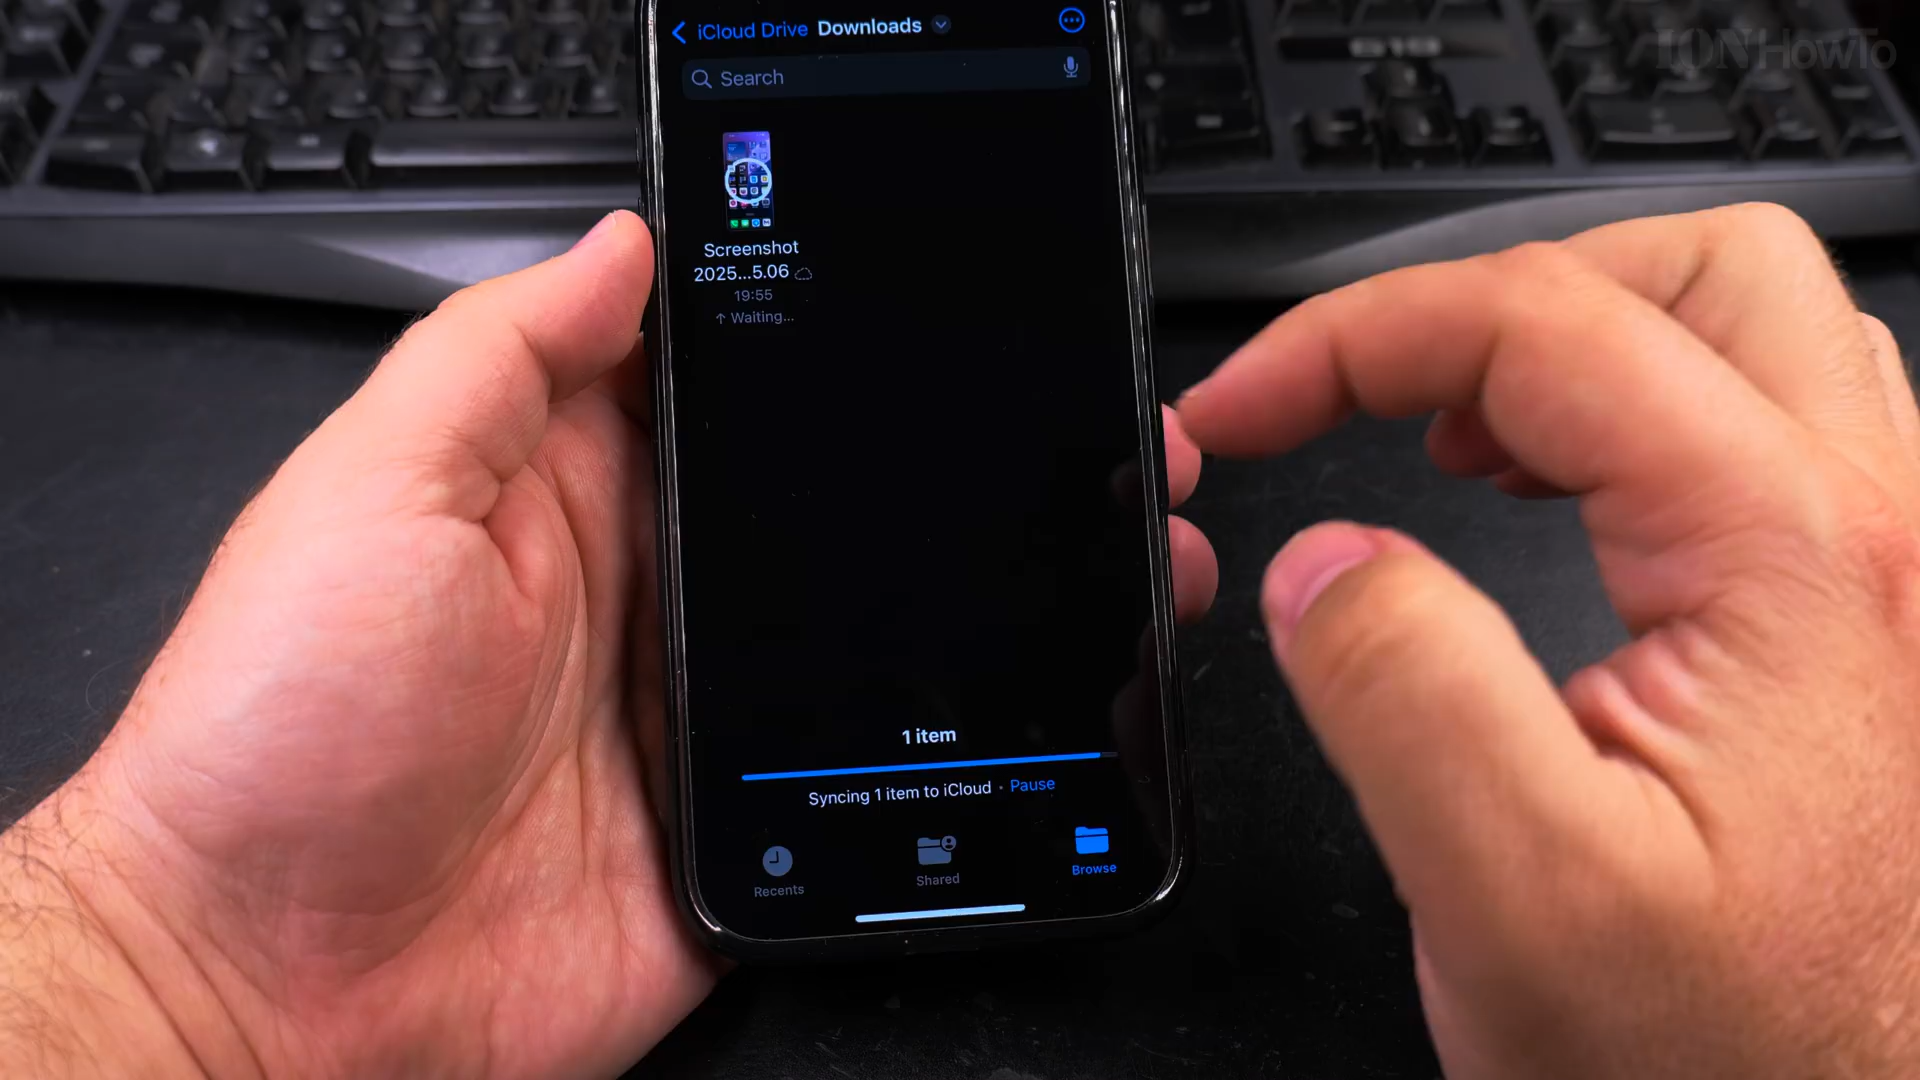 iCloud Drive Downloads
IONHowTo
Search
Screenshot
2025...5.06
19:55
↑ Waiting...
1 item
Syncing 1 item to iCloud · Pause
Recents
Shared
Browse